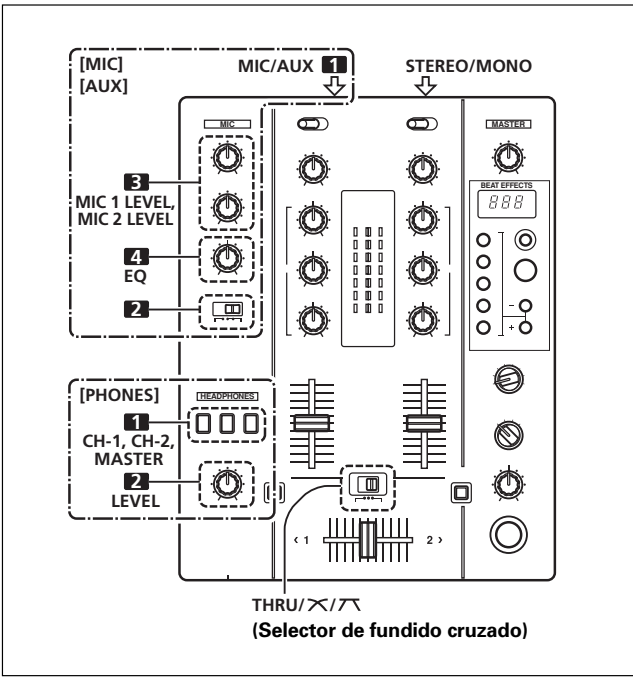 [MIC]
[AUX]
MIC/AUX 1
STEREO/MONO
MIC
MASTER
BEAT EFFECTS
888
3
MIC 1 LEVEL,
MIC 2 LEVEL
4
EQ
2
-
+
[PHONES]
HEADPHONES
1
CH-1, CH-2,
MASTER
2
LEVEL
‹ 1
2 ›
THRU/
(Selector de fundido cruzado)